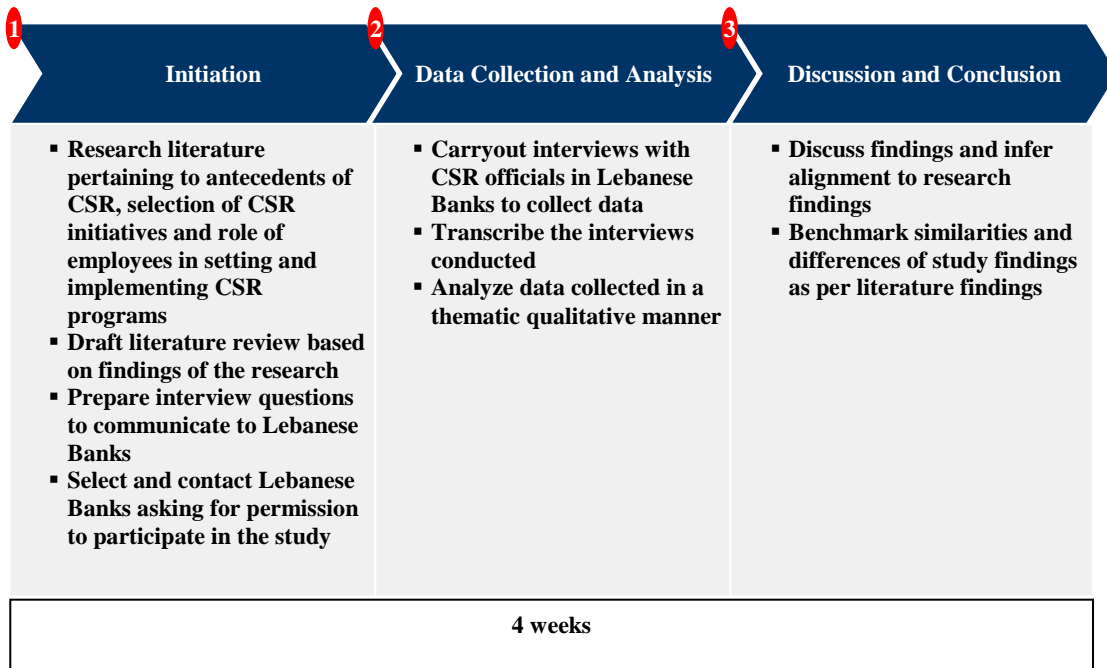 1
Initiation
▪ Research literature
pertaining to antecedents of
CSR, selection of CSR
initiatives and role of
employees in setting and
implementing CSR
programs
▪ Draft literature review based
on findings of the research
▪ Prepare interview questions
to communicate to Lebanese
Banks
▪ Select and contact Lebanese
Banks asking for permission
to participate in the study
2
Data Collection and Analysis
▪ Carryout interviews with
CSR officials in Lebanese
Banks to collect data
▪ Transcribe the interviews
conducted
▪ Analyze data collected in a
thematic qualitative manner
3
Discussion and Conclusion
▪ Discuss findings and infer
alignment to research
findings
▪ Benchmark similarities and
differences of study findings
as per literature findings
4 weeks